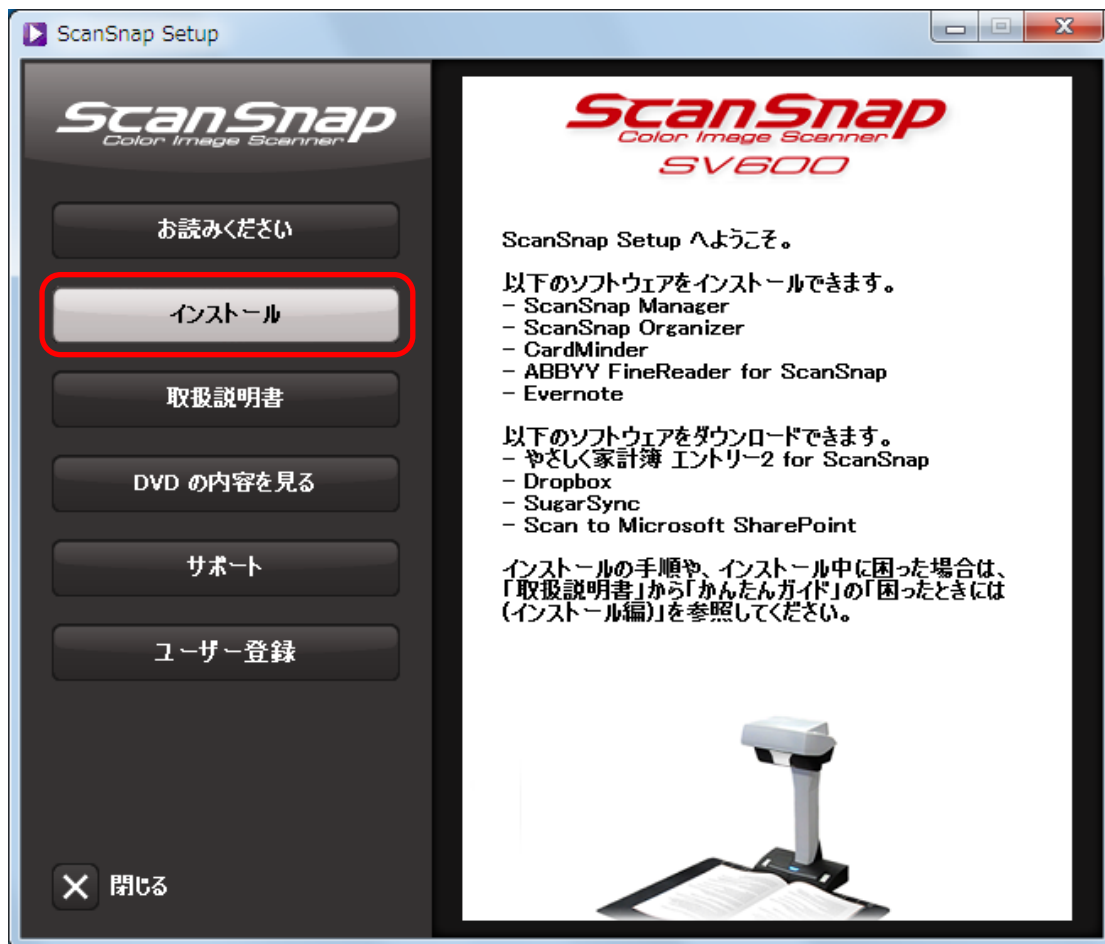 ScanSnap Setup
ScanSnap
Color Image Scanner
お読みください
インストール
取扱説明書
DVD の内容を見る
サポート
ユーザー登録
閉じる
ScanSnap
Color Image Scanner
SV600
ScanSnap Setup へようこそ。
以下のソフトウェアをインストールできます。
- ScanSnap Manager
- ScanSnap Organizer
- CardMinder
- ABBYY FineReader for ScanSnap
- Evernote
以下のソフトウェアをダウンロードできます。
- やさしく家計簿 エントリー2 for ScanSnap
- Dropbox
- SugarSync
- Scan to Microsoft SharePoint
インストールの手順や、インストール中に困った場合は、
「取扱説明書」から「かんたんガイド」の「困ったときには
(インストール編)」を参照してください。